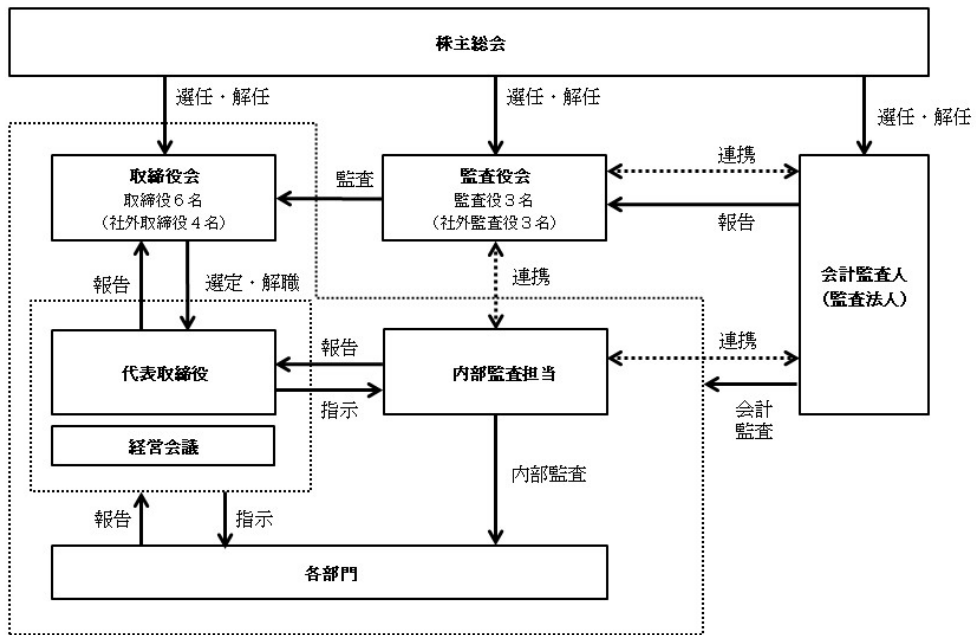 株主総会
選任・解任
選任・解任
選任・解任
取締役会
取締役６名
（社外取締役４名）
監査
監査役会
監査役３名
（社外監査役３名）
連携
報告
会計監査人
（監査法人）
報告
選定・解職
連携
代表取締役
報告
指示
内部監査担当
連携
会計
監査
経営会議
内部監査
報告
指示
各部門